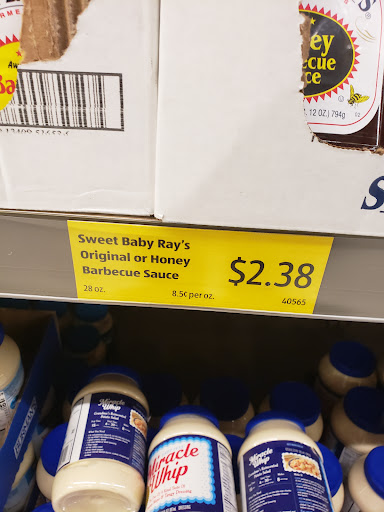 ey
cue
ce
12 OZ.) 794g
S
Sweet Baby Ray's
Original or Honey
Barbecue Sauce
$2.38
28 oz.
8.5¢ per oz.
40565
Miracle
Whip
Miracle
Whip
Miracle
Whip